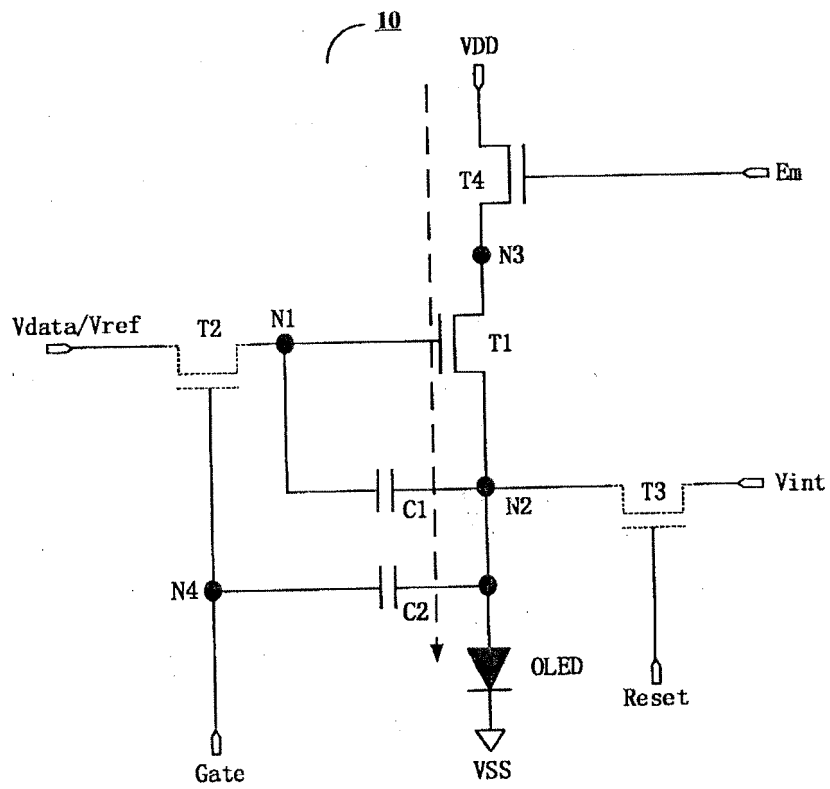 10
VDD
T4
Em
N3
Vdata/Vref
T2
N1
T1
C1
N2
T3
Vint
N4
C2
OLED
Reset
VSS
Gate